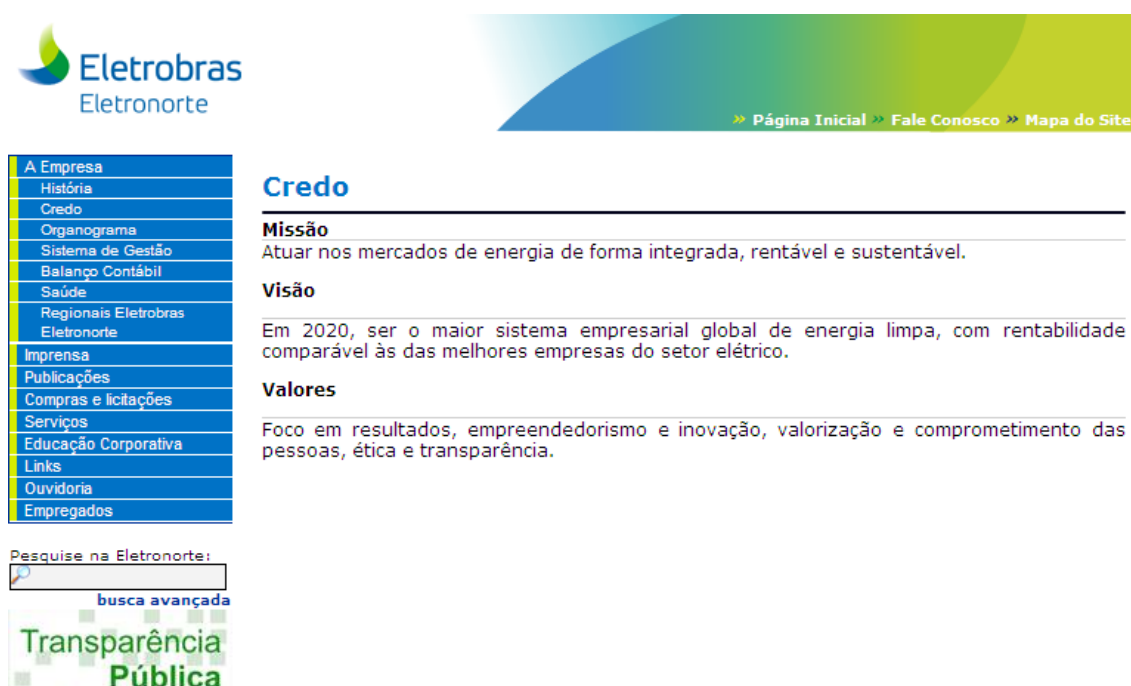 Eletrobras
Eletronorte
» Página Inicial » Fale Conosco » Mapa do Site
A Empresa
História
Credo
Organograma
Sistema de Gestão
Balanço Contábil
Saúde
Regionais Eletrobras
Eletronorte
Imprensa
Publicações
Compras e licitações
Serviços
Educação Corporativa
Links
Ouvidoria
Empregados
Pesquise na Eletronorte:
busca avançada
Transparência
Pública
Credo
Missão
Atuar nos mercados de energia de forma integrada, rentável e sustentável.
Visão
Em 2020, ser o maior sistema empresarial global de energia limpa, com rentabilidade
comparável às das melhores empresas do setor elétrico.
Valores
Foco em resultados, empreendedorismo e inovação, valorização e comprometimento das
pessoas, ética e transparência.